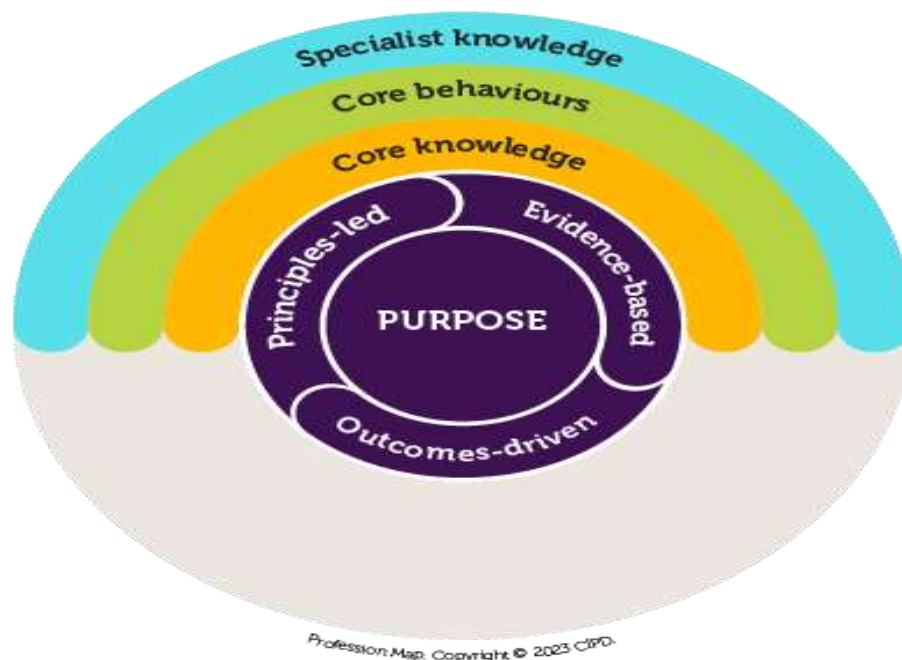 Specialist knowledge
Core behaviours
Core knowledge
Principles-led
Evidence-based
PURPOSE
Outcomes-driven
Profession Map. Copyright © 2023 CIPD.